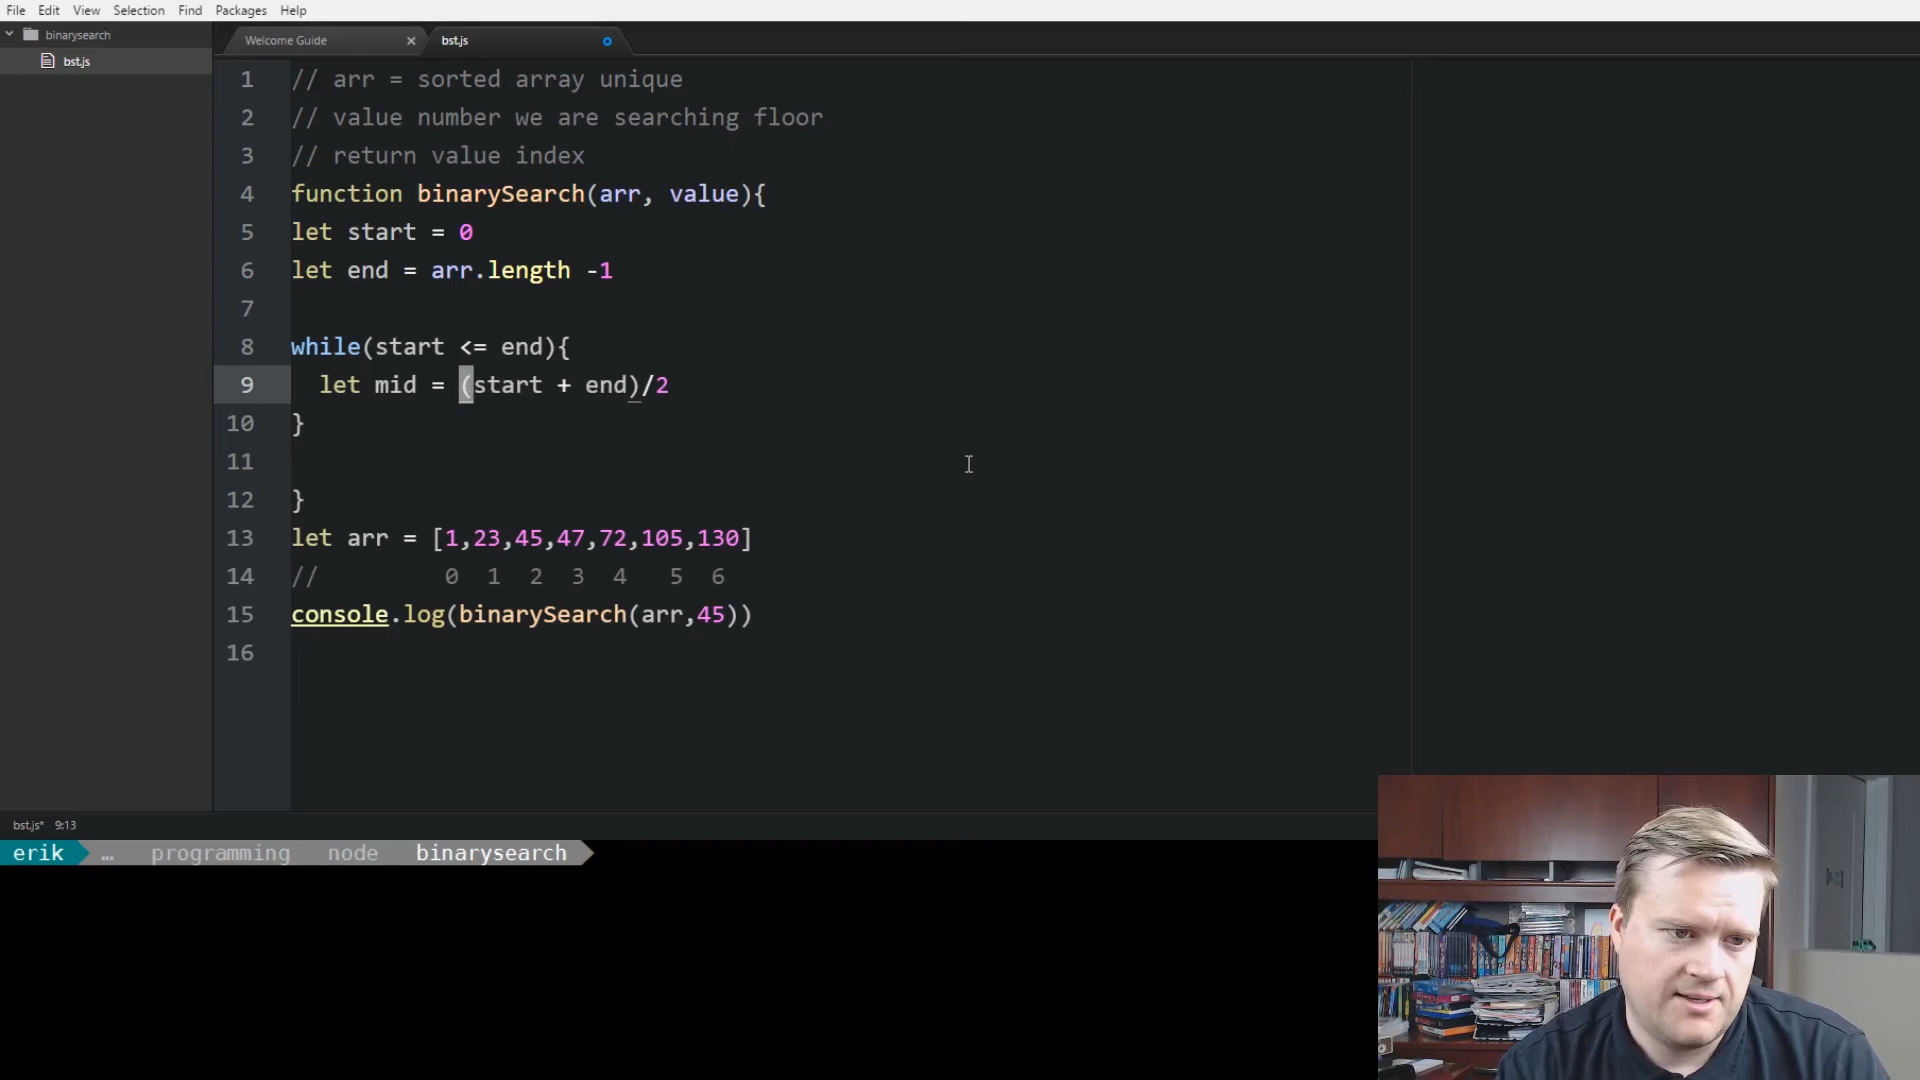 File Edit View Selection Find Packages Help
binarysearch
bst.js
Welcome Guide
bst.js
1 // arr = sorted array unique
2 // value number we are searching floor
3 // return value index
4 function binarySearch(arr, value){
5 let start = 0
6 let end = arr.length -1
7
8 while(start <= end){
9   let mid = (start + end)/2
10 }
11
12 }
13 let arr = [1,23,45,47,72,105,130]
14 //         0  1  2  3  4   5  6
15 console.log(binarySearch(arr,45))
16
bst.js* 9:13
erik … programming node binarysearch